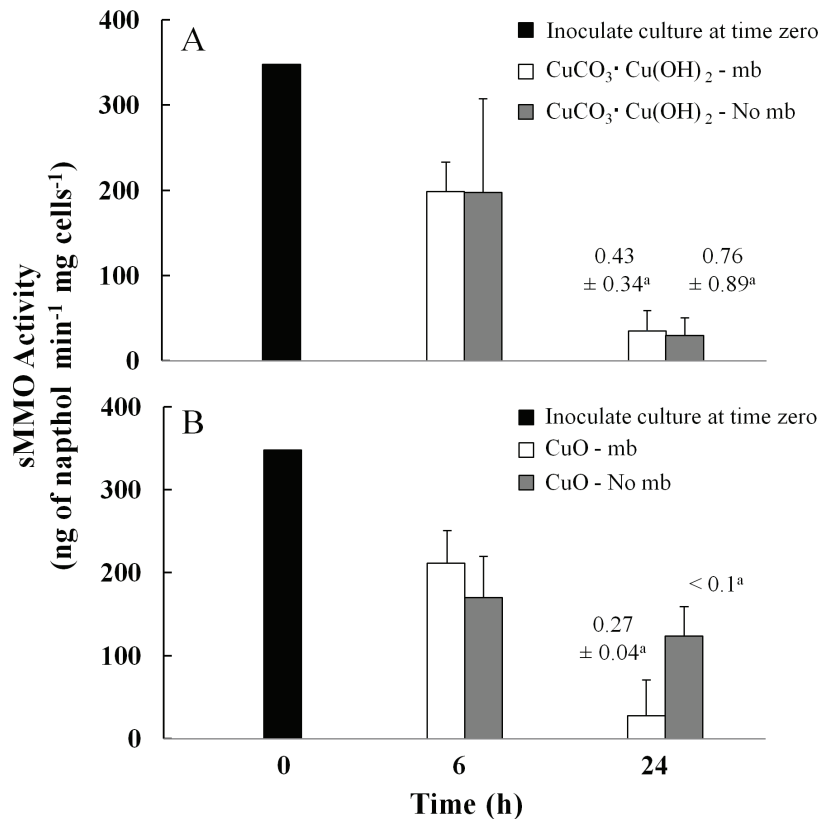 sMMO Activity
(ng of napthol min⁻¹ mg cells⁻¹)
A
400
300
200
100
0
Inoculate culture at time zero
CuCO₃· Cu(OH)₂ - mb
CuCO₃· Cu(OH)₂ - No mb
0.43
± 0.34ᵃ
0.76
± 0.89ᵃ
B
400
300
200
100
0
Inoculate culture at time zero
CuO - mb
CuO - No mb
0.27
± 0.04ᵃ
< 0.1ᵃ
0 6 24
Time (h)